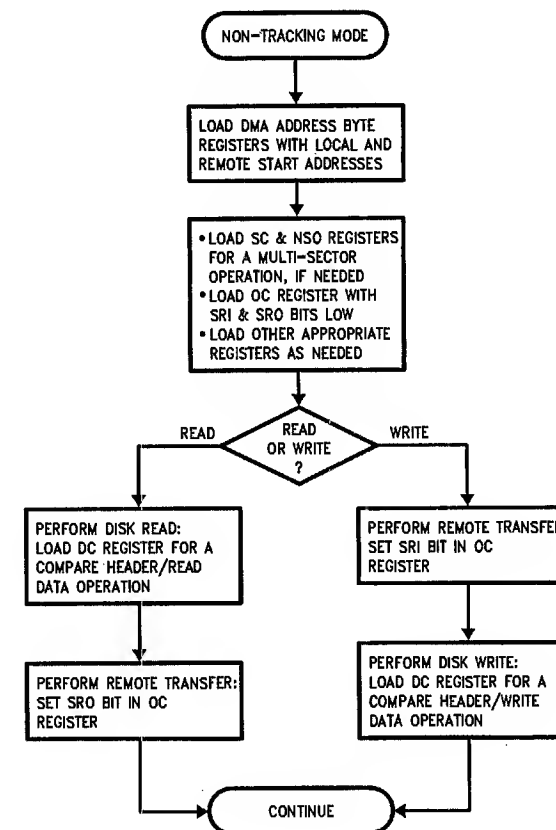 NON-TRACKING MODE
LOAD DMA ADDRESS BYTE
REGISTERS WITH LOCAL AND
REMOTE START ADDRESSES
• LOAD SC & NSO REGISTERS
FOR A MULTI-SECTOR
OPERATION, IF NEEDED
• LOAD OC REGISTER WITH
SRI & SRO BITS LOW
• LOAD OTHER APPROPRIATE
REGISTERS AS NEEDED
READ
READ
OR WRITE
?
WRITE
PERFORM DISK READ:
LOAD DC REGISTER FOR A
COMPARE HEADER/READ
DATA OPERATION
PERFORM REMOTE TRANSFER
SET SRI BIT IN OC
REGISTER
PERFORM REMOTE TRANSFER:
SET SRO BIT IN OC
REGISTER
PERFORM DISK WRITE:
LOAD DC REGISTER FOR A
COMPARE HEADER/WRITE
DATA OPERATION
CONTINUE